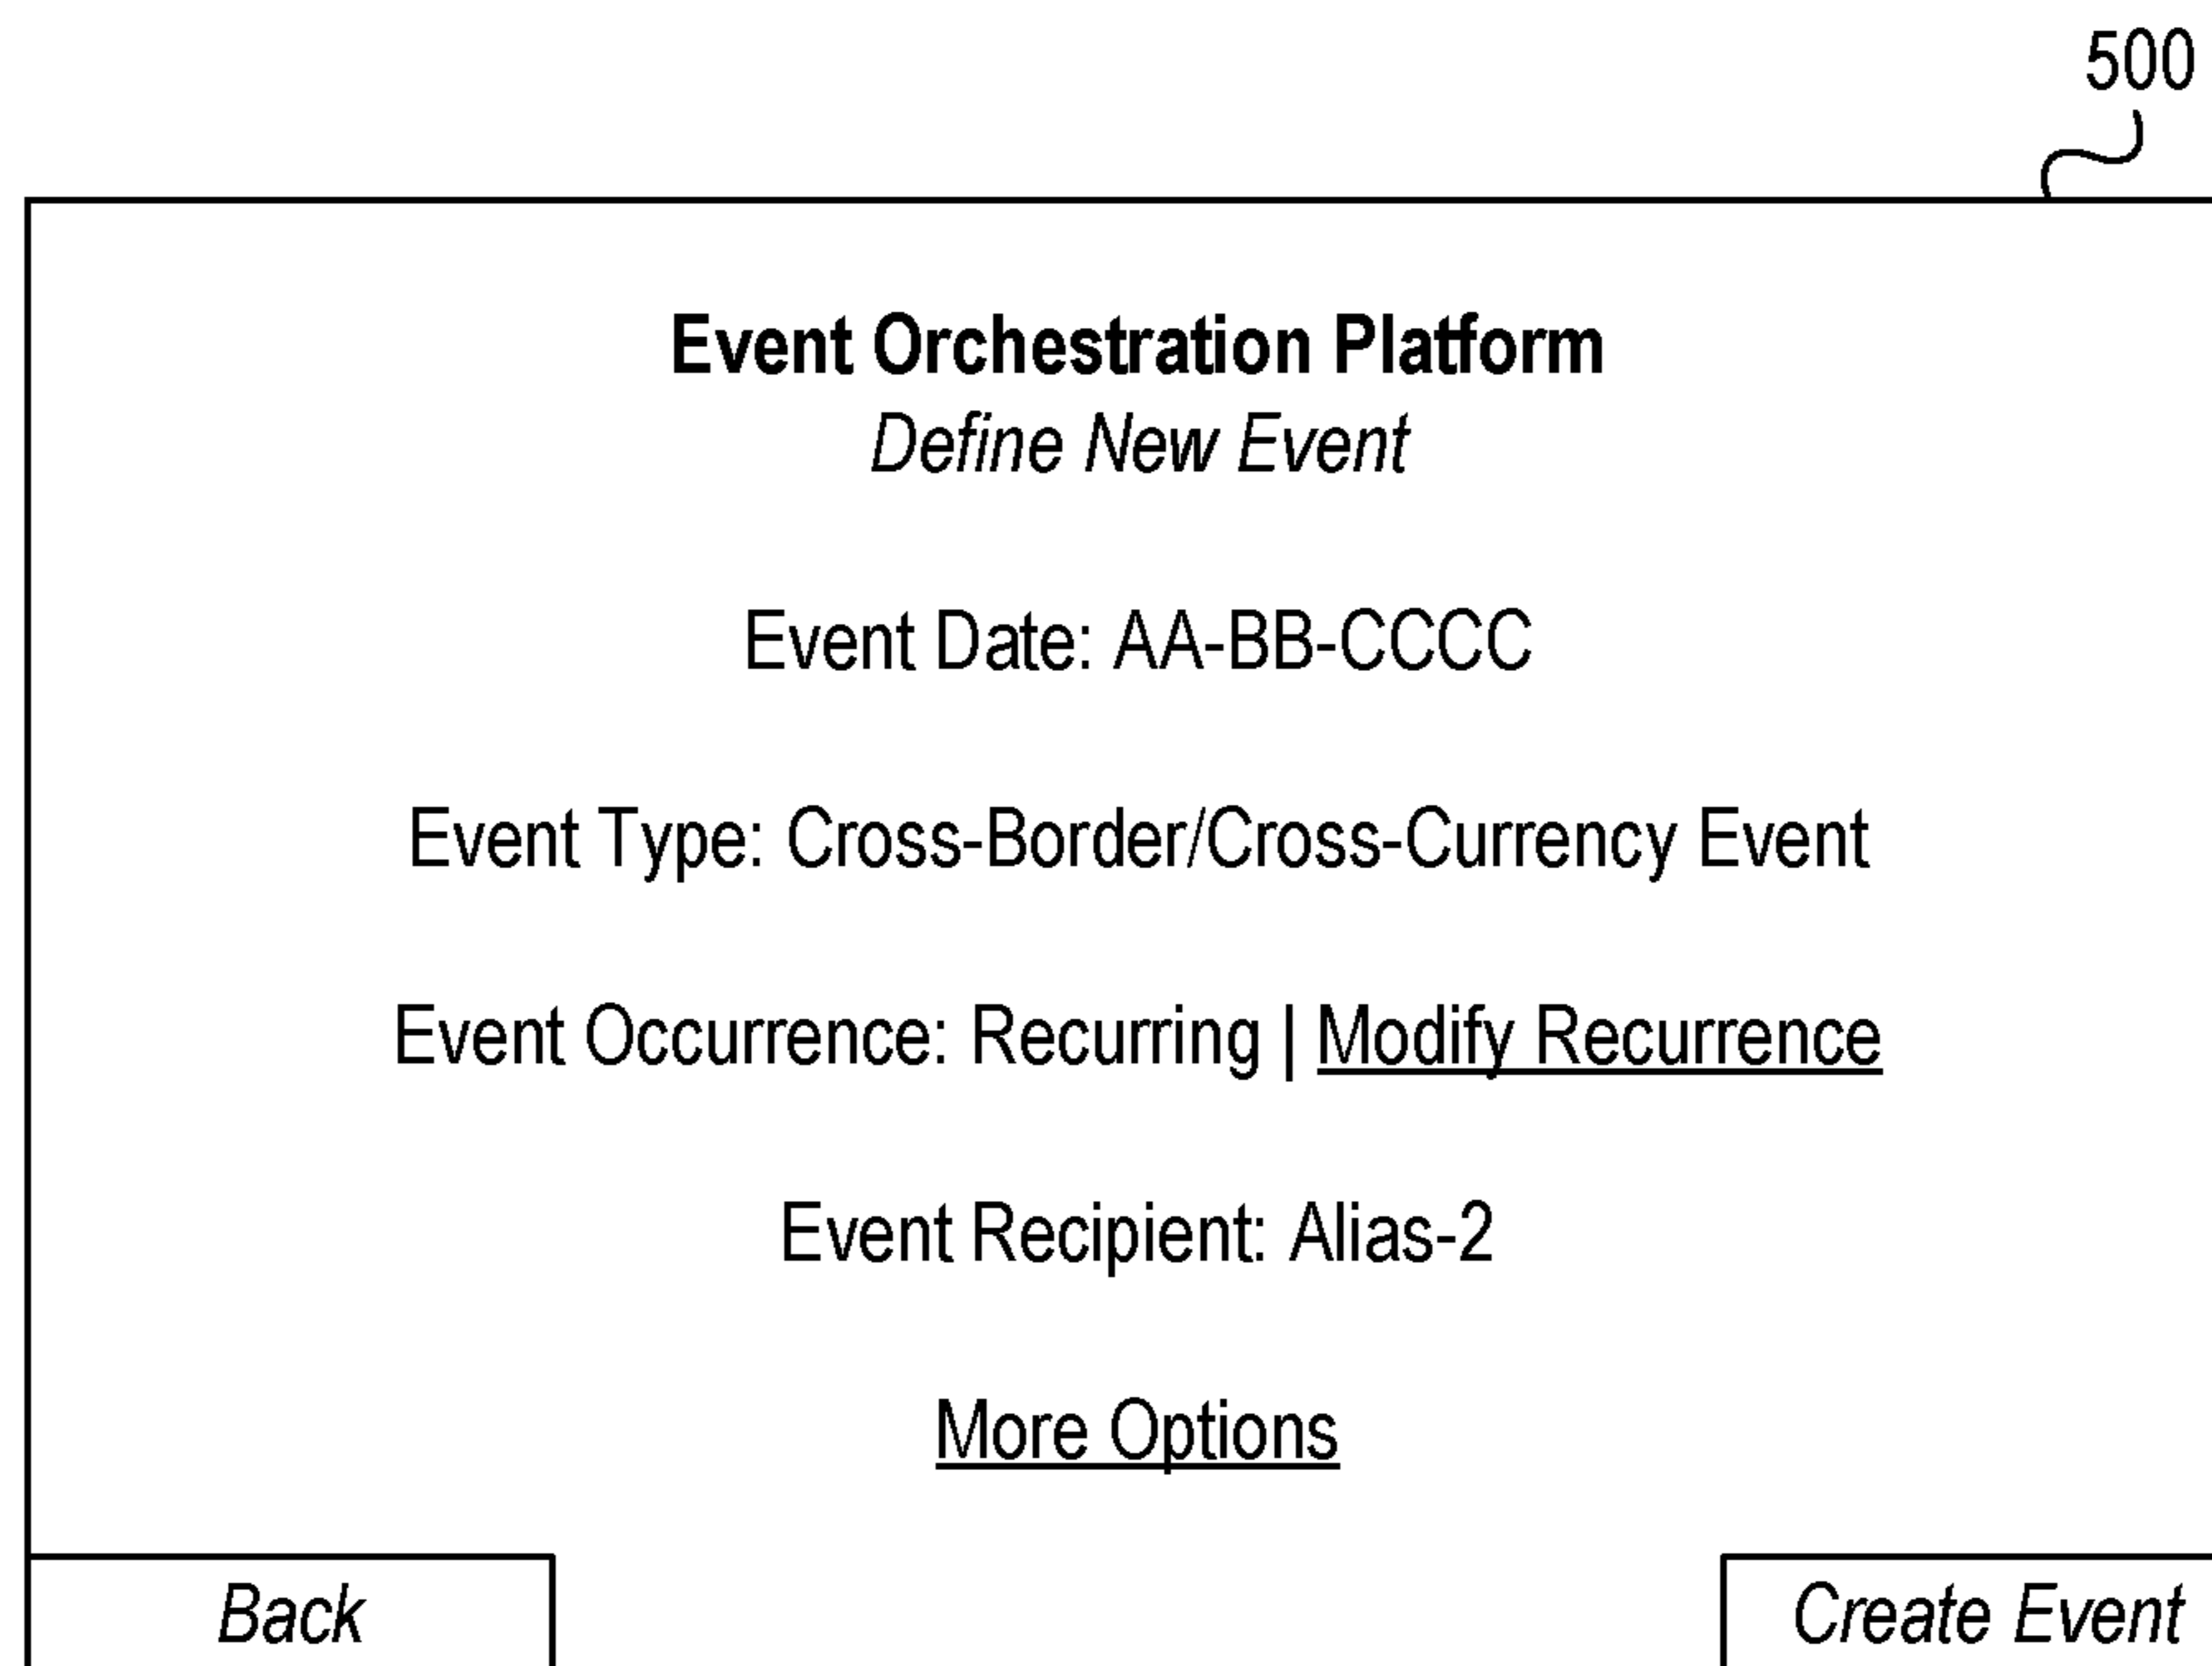 500
Event Orchestration Platform
Define New Event
Event Date: AA-BB-CCCC
Event Type: Cross-Border/Cross-Currency Event
Event Occurrence: Recurring | Modify Recurrence
Event Recipient: Alias-2
More Options
Back
Create Event